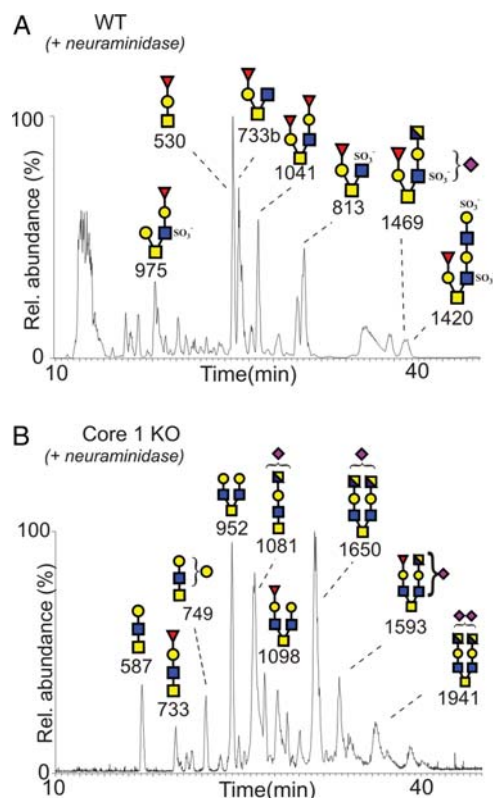 A
WT
(+ neuraminidase)
Rel. abundance (%)
100
0
530
733b
1041
SO₃⁻
813
SO₃⁻
1469
SO₃⁻
SO₃⁻
1420
SO₃⁻
975
10
Time(min)
40
B
Core 1 KO
(+ neuraminidase)
Rel. abundance (%)
100
0
587
733
749
952
1081
1098
1650
1593
1941
10
Time(min)
40